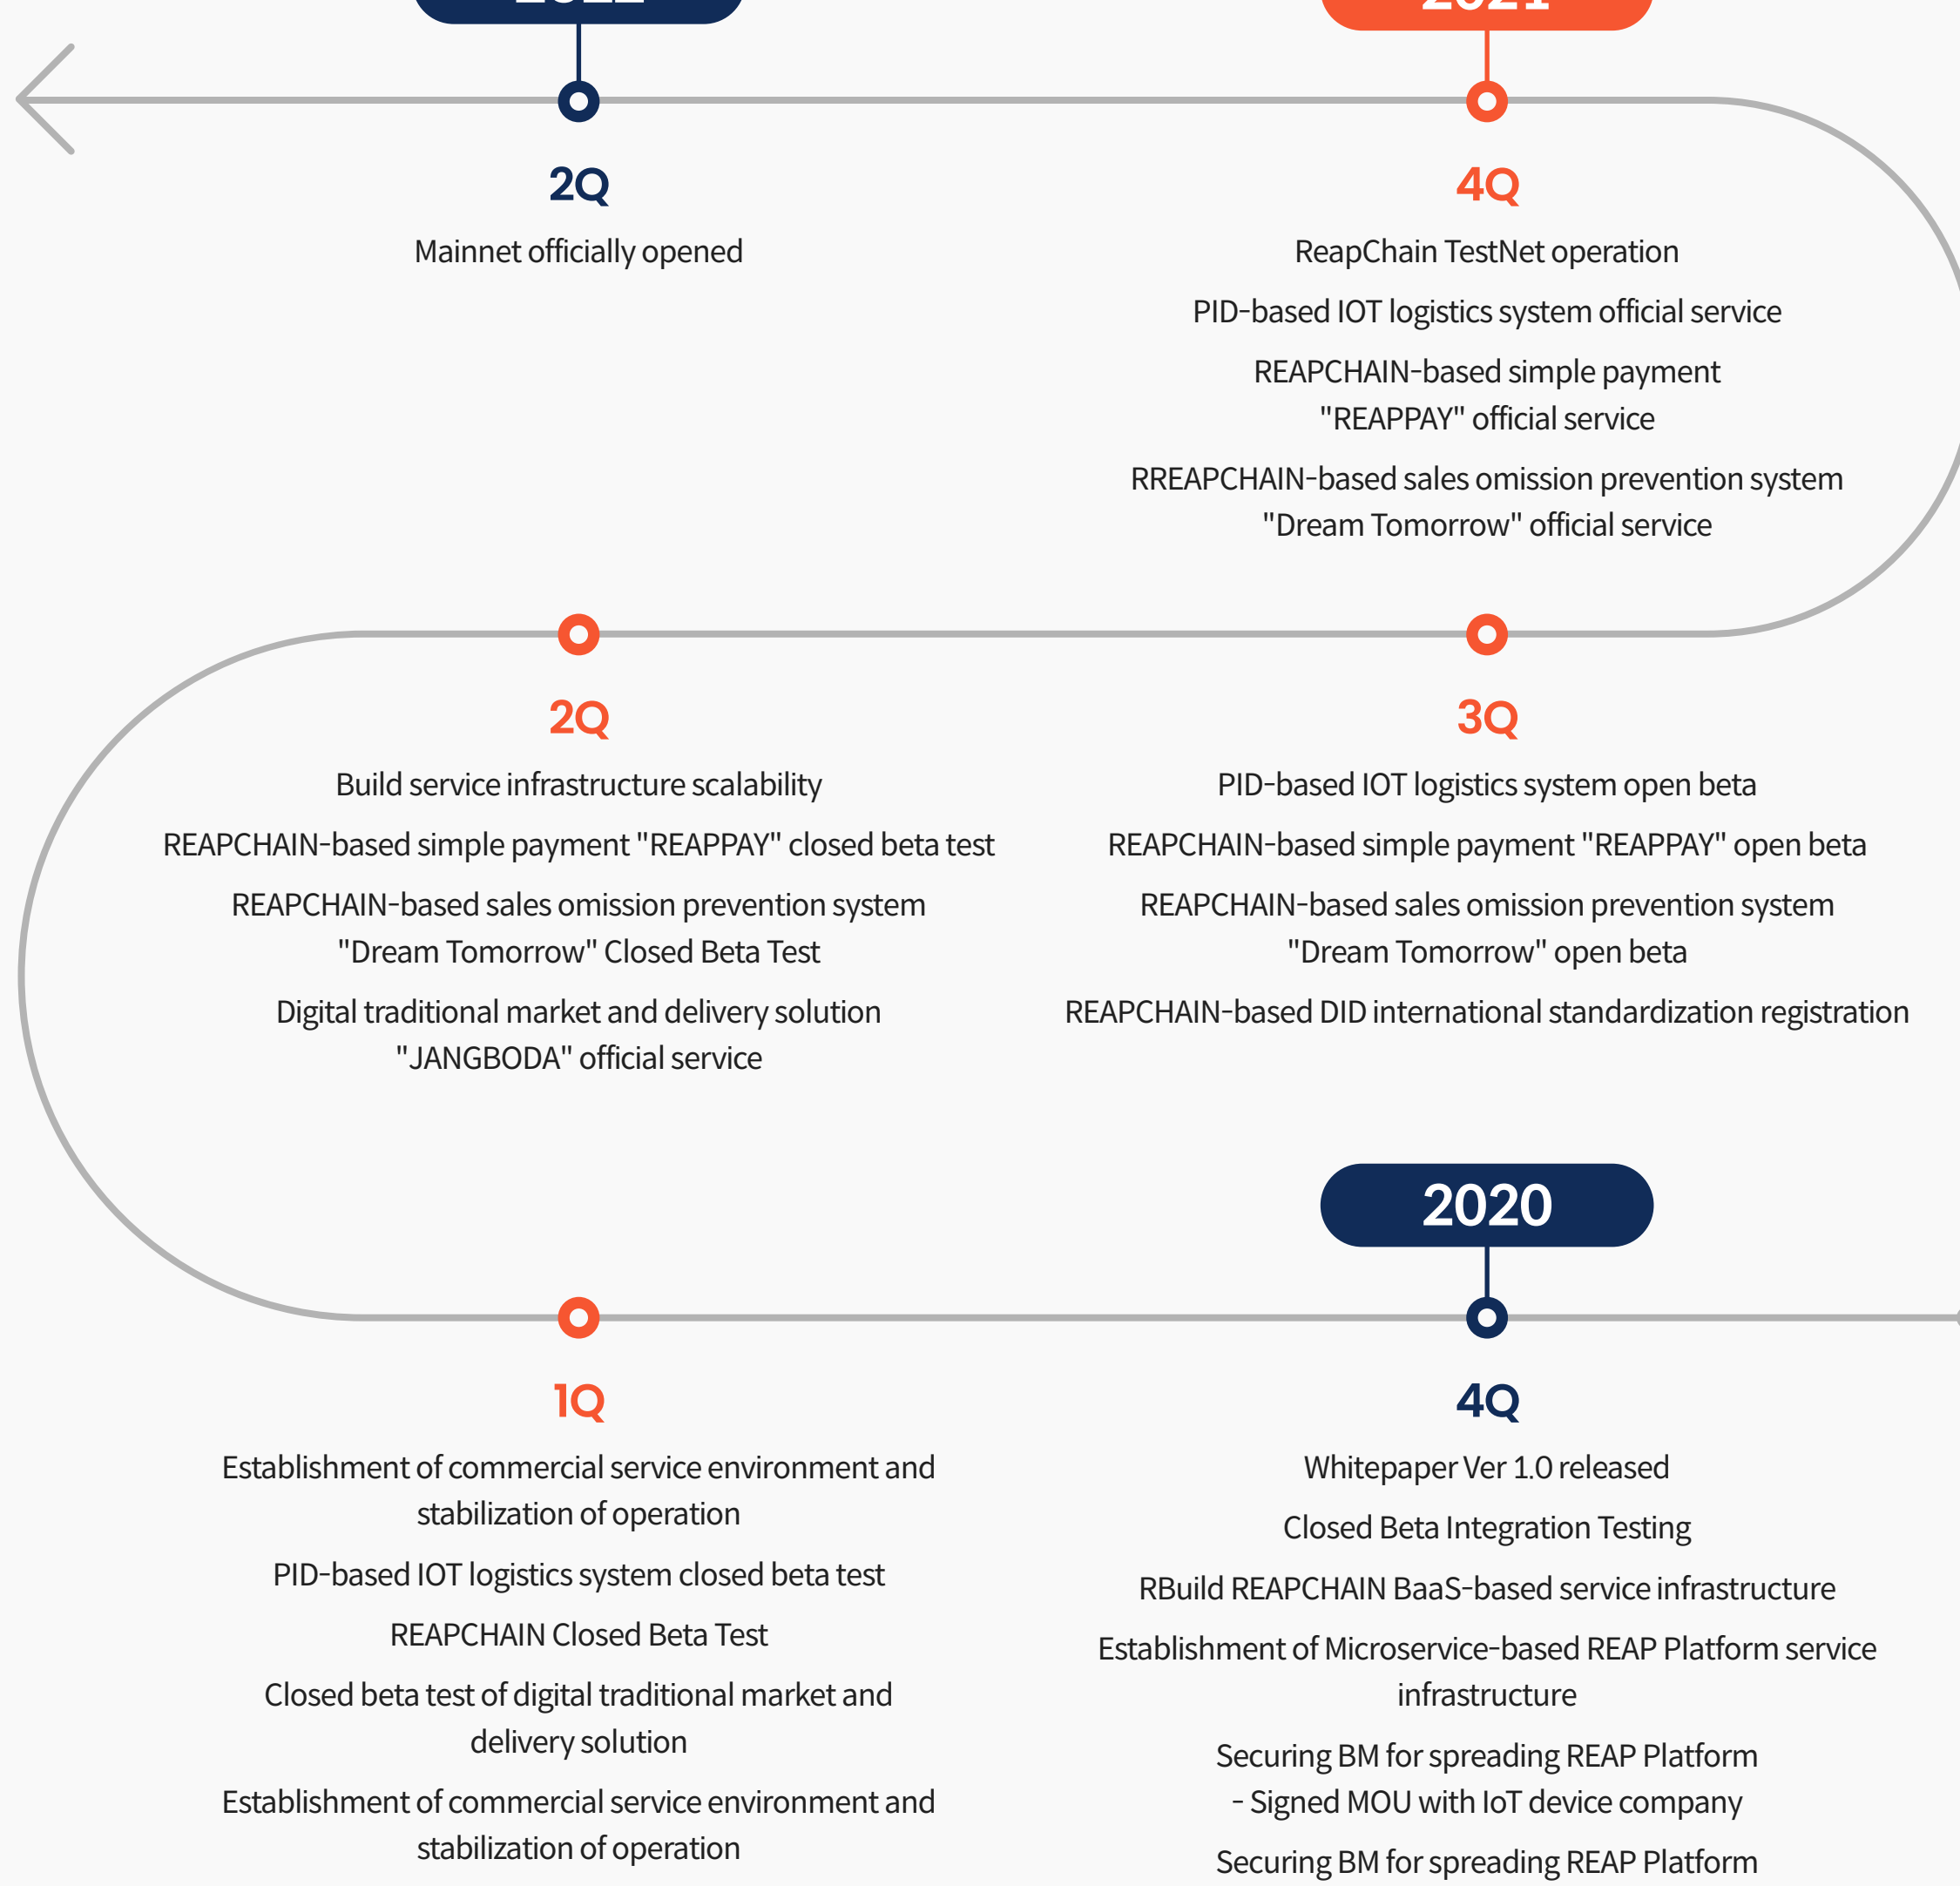 2021
2Q
Mainnet officially opened
4Q
ReapChain TestNet operation
PID-based IOT logistics system official service
REAPCHAIN-based simple payment
"REAPPAY" official service
RREAPCHAIN-based sales omission prevention system
"Dream Tomorrow" official service
2Q
Build service infrastructure scalability
REAPCHAIN-based simple payment "REAPPAY" closed beta test
REAPCHAIN-based sales omission prevention system
"Dream Tomorrow" Closed Beta Test
Digital traditional market and delivery solution
"JANGBODA" official service
3Q
PID-based IOT logistics system open beta
REAPCHAIN-based simple payment "REAPPAY" open beta
REAPCHAIN-based sales omission prevention system
"Dream Tomorrow" open beta
REAPCHAIN-based DID international standardization registration
1Q
Establishment of commercial service environment and
stabilization of operation
PID-based IOT logistics system closed beta test
REAPCHAIN Closed Beta Test
Closed beta test of digital traditional market and
delivery solution
Establishment of commercial service environment and
stabilization of operation
2020
4Q
Whitepaper Ver 1.0 released
Closed Beta Integration Testing
RBuild REAPCHAIN BaaS-based service infrastructure
Establishment of Microservice-based REAP Platform service
infrastructure
Securing BM for spreading REAP Platform
- Signed MOU with IoT device company
Securing BM for spreading REAP Platform